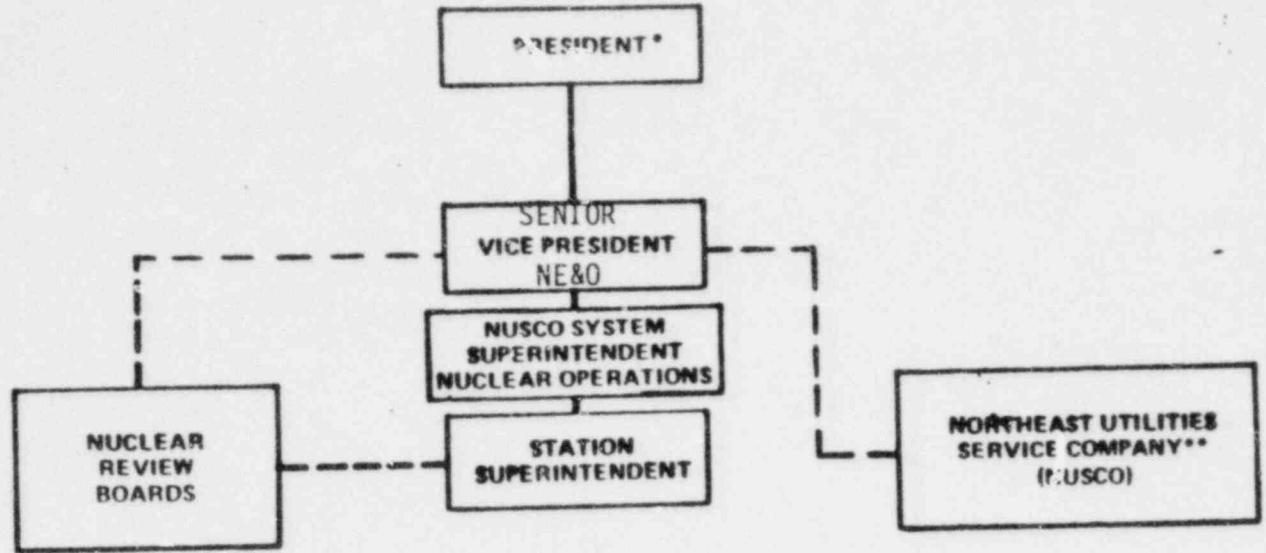 PRESIDENT*
SENIOR
VICE PRESIDENT
NE&O
NUSCO SYSTEM
SUPERINTENDENT
NUCLEAR OPERATIONS
NUCLEAR
REVIEW
BOARDS
STATION
SUPERINTENDENT
NORTHEAST UTILITIES
SERVICE COMPANY**
(NUSCO)